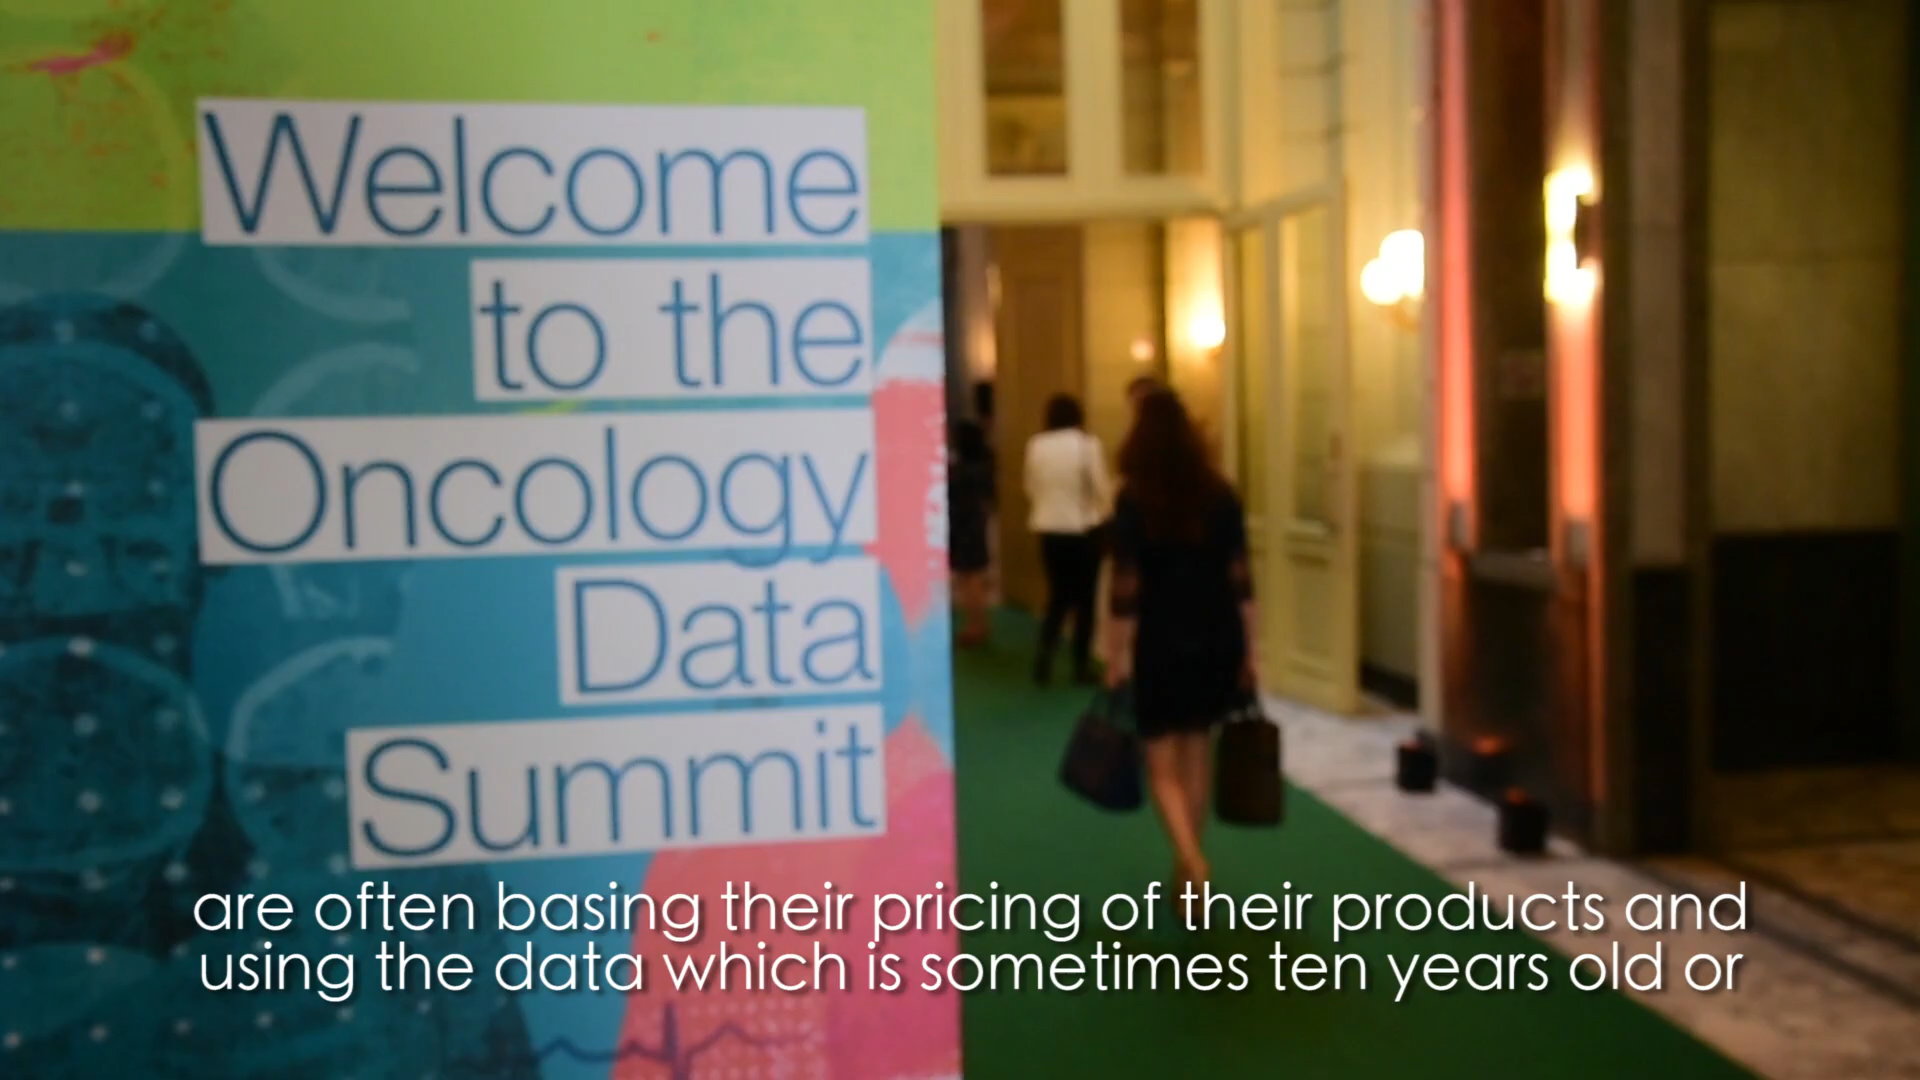 Welcome
to the
Oncology
Data
Summit
are often basing their pricing of their products and
using the data which is sometimes ten years old or